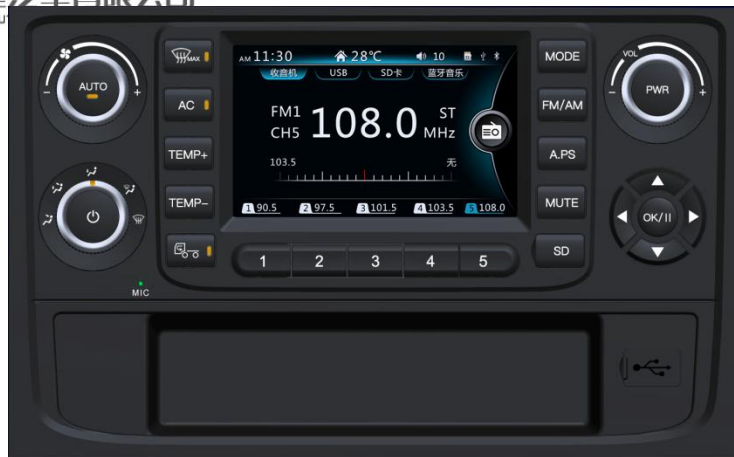 VOL
MAX
AM 11:30 28℃ 10
MODE
收音机 USB SD卡 蓝牙音乐
AUTO
PWR
- +
- +
AC
FM1 108.0 ST
CH5 MHz
FM/AM
TEMP+
103.5 无
A.PS
TEMP-
1 90.5 2 97.5 3 101.5 4 103.5 5 108.0
MUTE
OK/II
1 2 3 4 5
SD
MIC